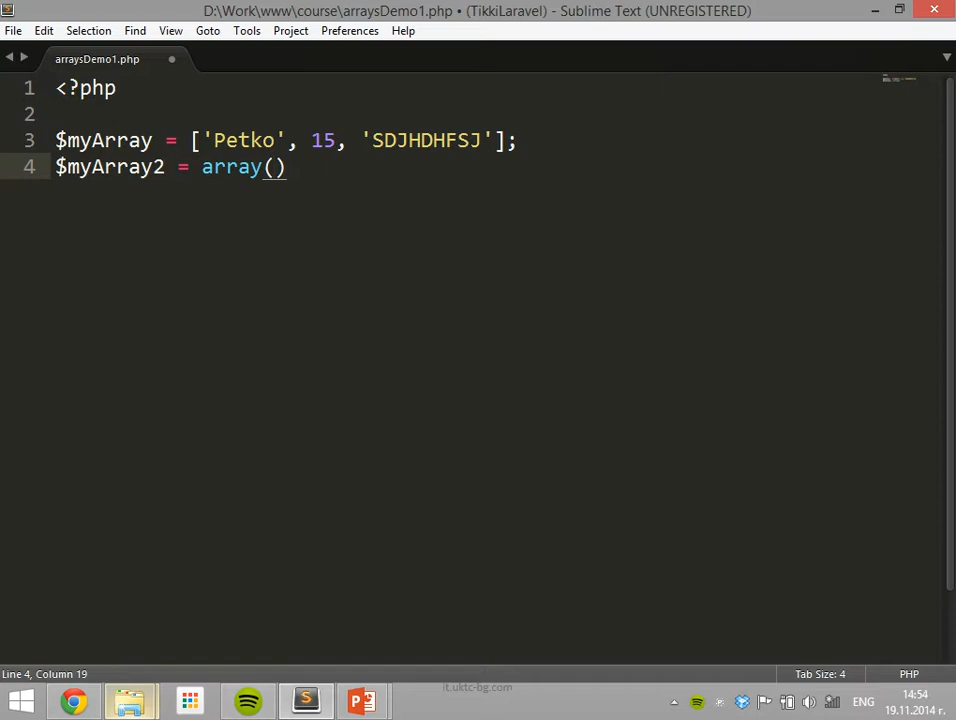 D:\Work\www\course\arraysDemo1.php • (TikkiLaravel) - Sublime Text (UNREGISTERED)
File Edit Selection Find View Goto Tools Project Preferences Help
arraysDemo1.php
1 <?php
2
3 $myArray = ['Petko', 15, 'SDJHDHFSJ'];
4 $myArray2 = array()
Line 4, Column 19 Tab Size: 4 PHP
it.uktc-bg.com
ЕНГ 14:54
19.11.2014 г.